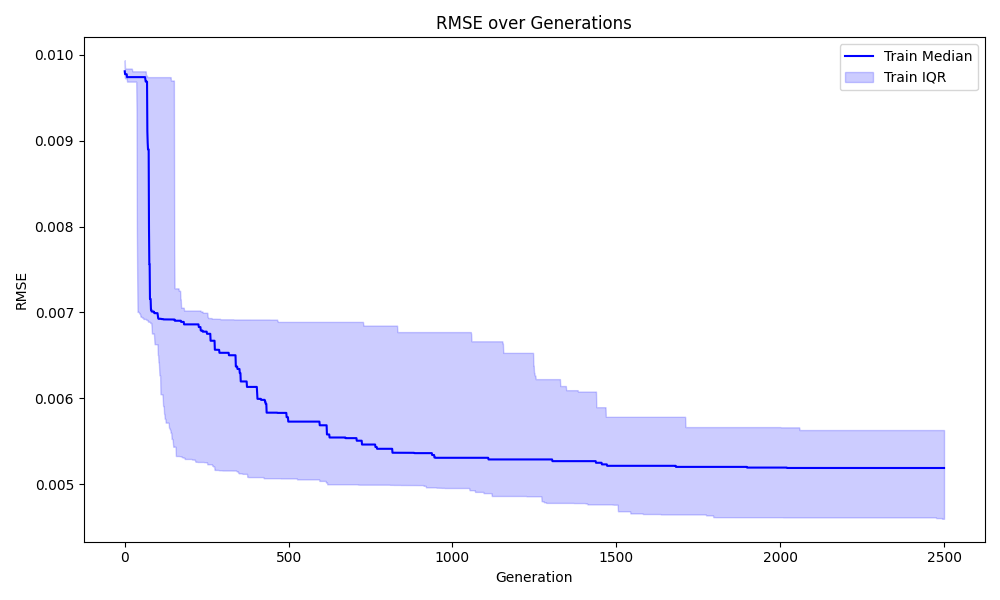 RMSE over Generations
Train Median
Train IQR
RMSE
0.010
0.009
0.008
0.007
0.006
0.005
0
500
1000
1500
2000
2500
Generation